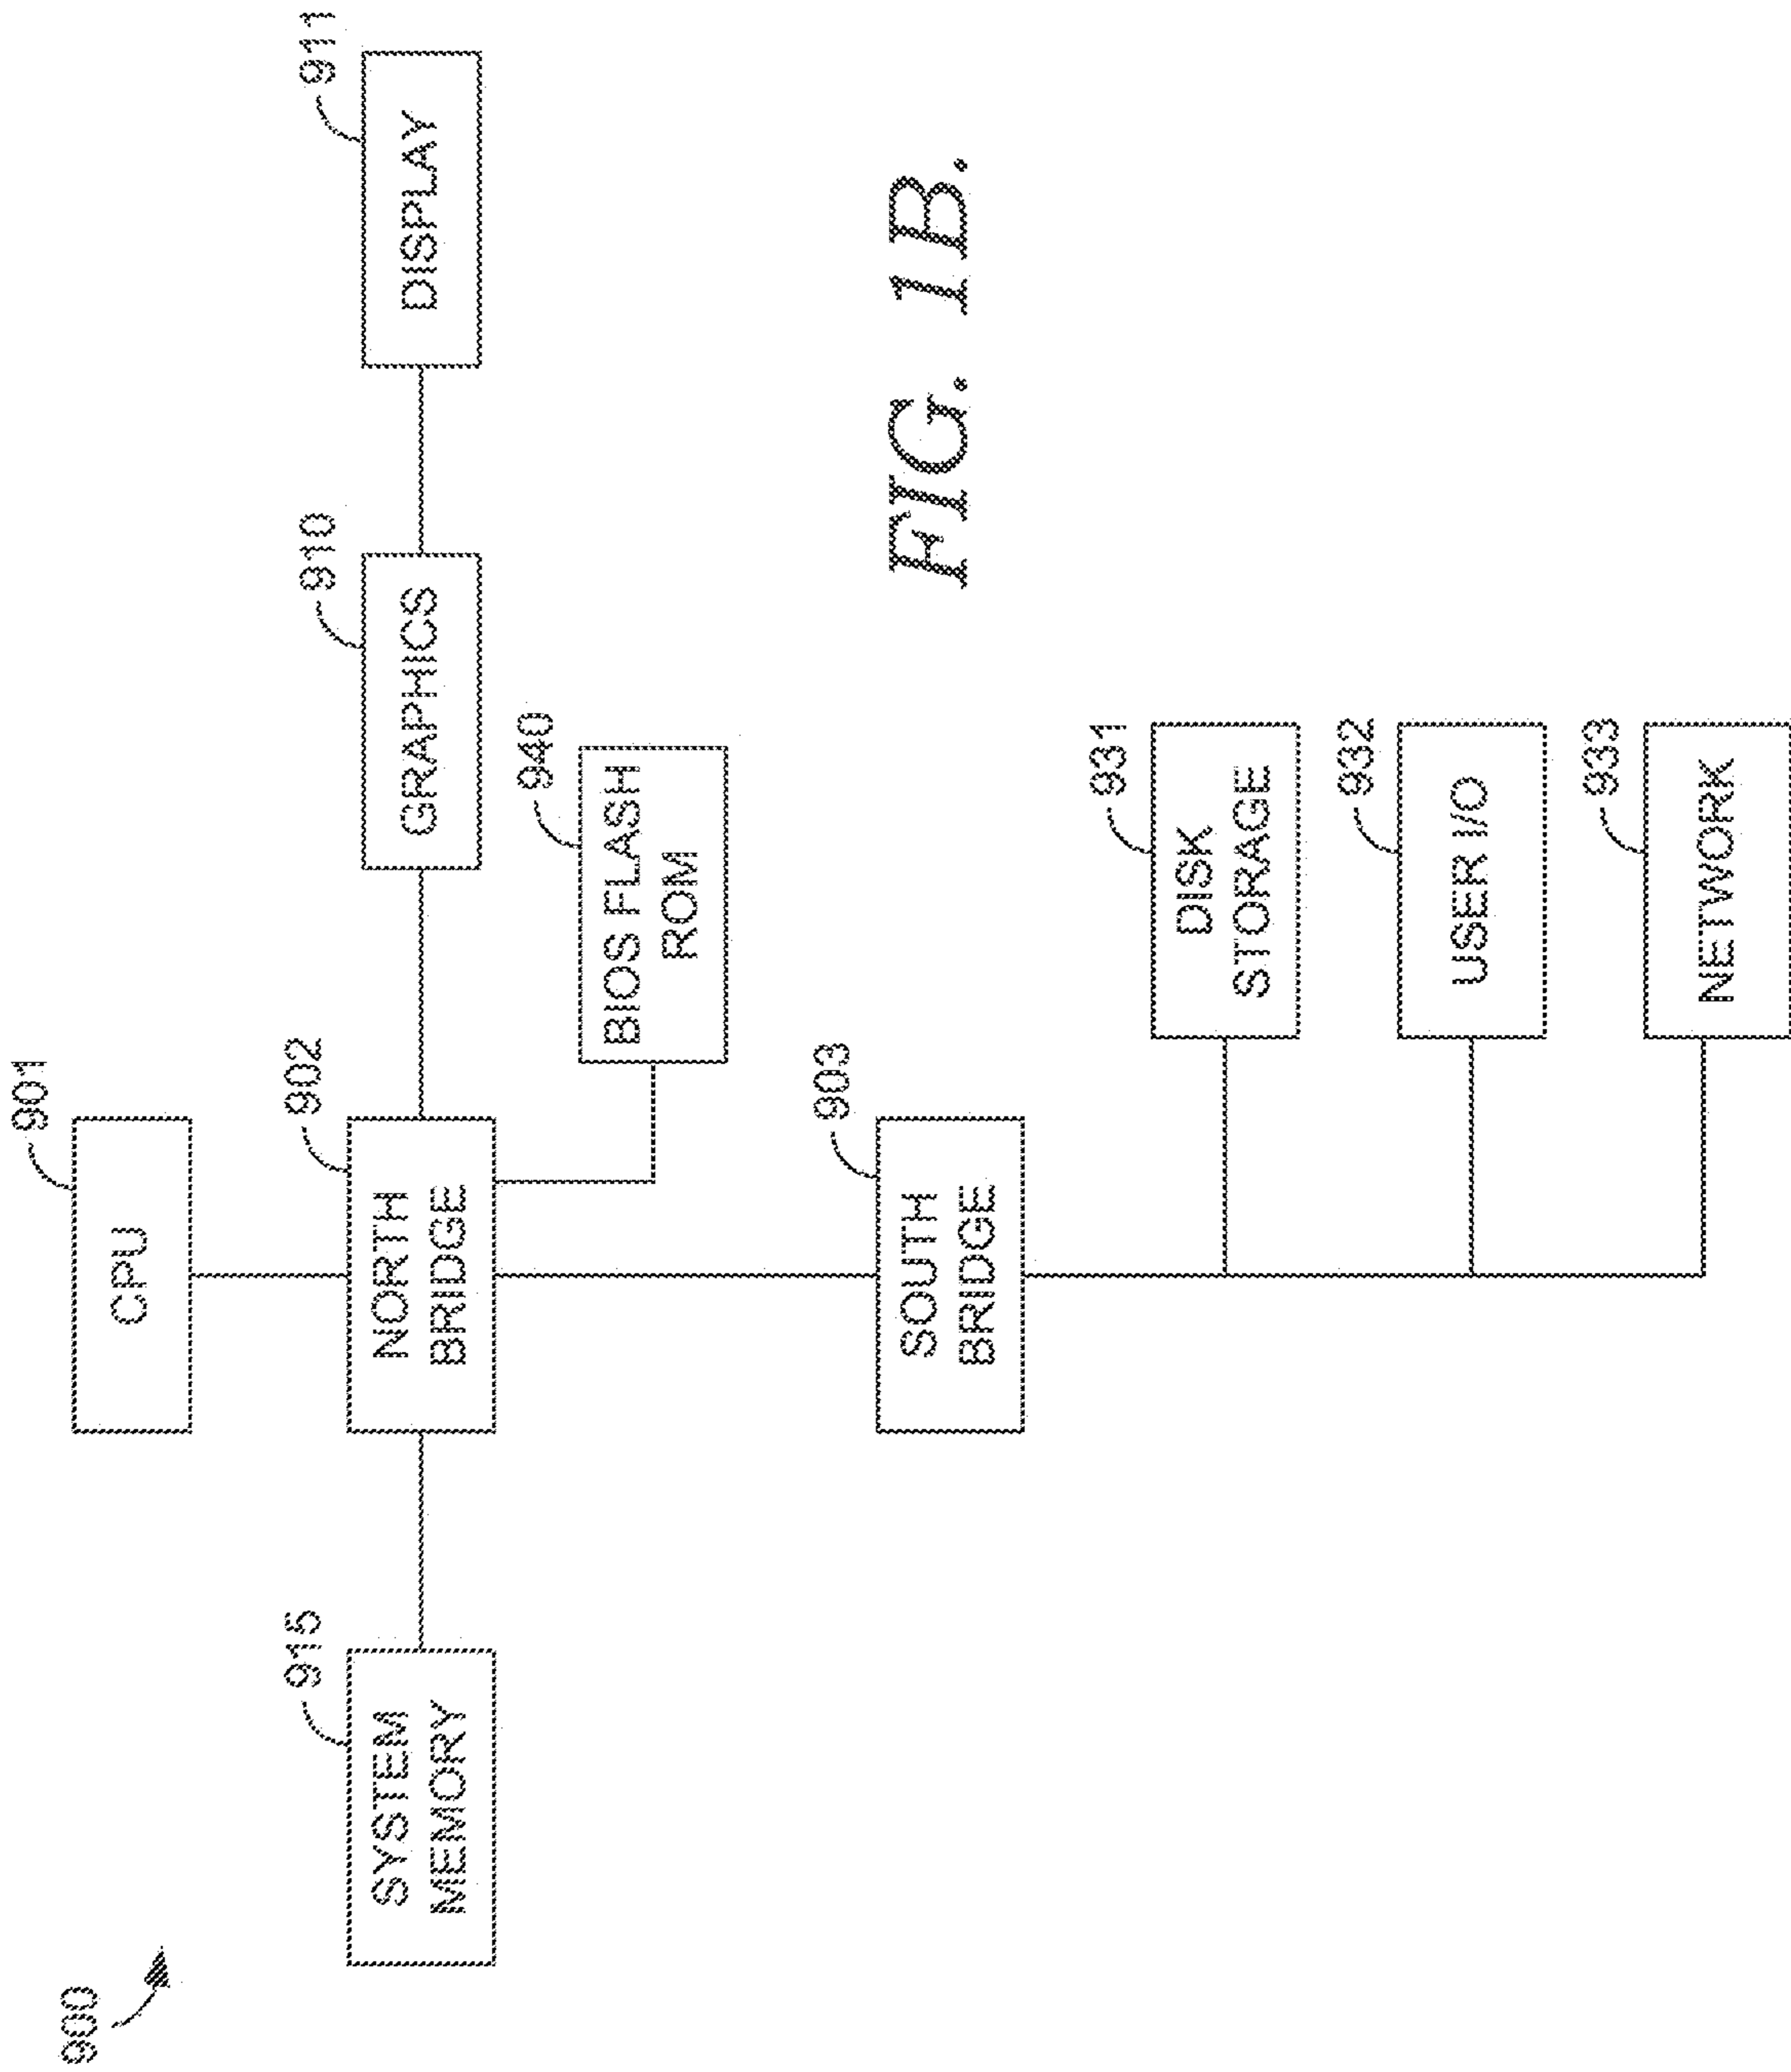 900
901
CPU
915
SYSTEM
MEMORY
902
NORTH
BRIDGE
910
GRAPHICS
911
DISPLAY
940
BIOS FLASH
ROM
903
SOUTH
BRIDGE
931
DISK
STORAGE
932
USER I/O
933
NETWORK
FIG. 1B.